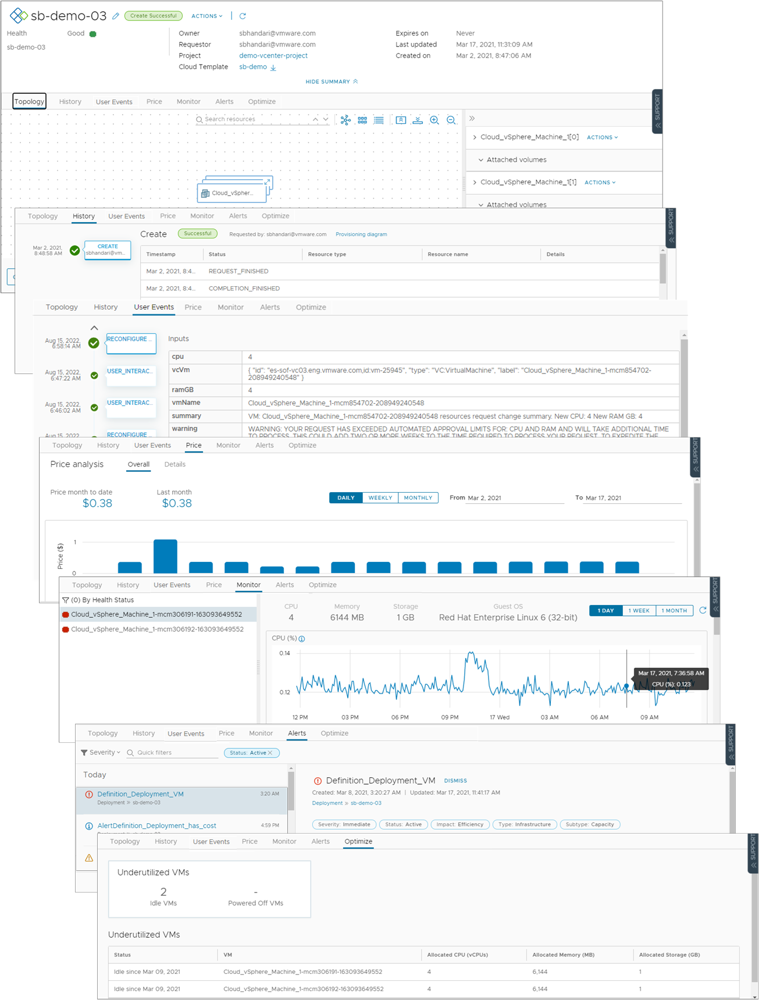 sb-demo-03 Create Successful ACTIONS
Health Good
sb-demo-03
Owner sbhandari@vmware.com
Requestor sbhandari@vmware.com
Project demo-vcenter-project
Cloud Template sb-demo
Expires on Never
Last updated Mar 17, 2021, 11:31:09 AM
Created on Mar 2, 2021, 8:47:06 AM
HIDE SUMMARY
Topology History User Events Price Monitor Alerts Optimize
SUPPORT
Search resources
Cloud_vSphere_Machine_1[0] ACTIONS
Attached volumes
Cloud_vSphere_Machine_1[1] ACTIONS
Attached volumes
Cloud_vSpher...
Topology History User Events Price Monitor Alerts Optimize
SUPPORT
Mar 2, 2021,
8:48:58 AM
CREATE
sbhandari@vm...
Create Successful Requested by: sbhandari@vmware.com Provisioning diagram
Timestamp Status Resource type Resource name Details
Mar 2, 2021, 8:4... REQUEST_FINISHED
Mar 2, 2021, 8:4... COMPLETION_FINISHED
Topology History User Events Price Monitor Alerts Optimize
Aug 15, 2022,
6:58:14 AM
RECONFIGURE ...
Aug 15, 2022,
6:47:22 AM
USER_INTERAC...
Aug 15, 2022,
6:46:02 AM
USER_INTERAC...
Aug 15, 2022,
RECONFIGURE ...
Inputs
cpu 4
vcVm { "id": "es-sof-vc03.eng.vmware.com,id:vm-25945", "type": "VC:VirtualMachine", "label": "Cloud_vSphere_Machine_1-mcm854702-
208949240548" }
ramGB 4
vmName Cloud_vSphere_Machine_1-mcm854702-208949240548
summary VM: Cloud_vSphere_Machine_1-mcm854702-208949240548 resources request change summary. New CPU: 4 New RAM GB: 4
warning WARNING: YOUR REQUEST HAS EXCEEDED AUTOMATED APPROVAL LIMITS FOR: CPU AND RAM AND WILL TAKE ADDITIONAL TIME
TO PROCESS. THIS COULD ADD TWO OR MORE WEEKS TO THE TIME REQUIRED TO PROCESS YOUR REQUEST. TO EXPEDITE THE
Topology History User Events Price Monitor Alerts Optimize
SUPPORT
Price analysis Overall Details
Price month to date Last month
$0.38 $0.38
DAILY WEEKLY MONTHLY From Mar 2, 2021 To Mar 17, 2021
Price ($)
1
0
Topology History User Events Price Monitor Alerts Optimize
SUPPORT
(0) By Health Status
Cloud_vSphere_Machine_1-mcm306191-163093649552
Cloud_vSphere_Machine_1-mcm306192-163093649552
CPU Memory Storage Guest OS
4 6144 MB 1 GB Red Hat Enterprise Linux 6 (32-bit)
1 DAY 1 WEEK 1 MONTH
CPU (%)
0.14
0.12
Mar 17, 2021, 7:36:58 AM
CPU (%): 0.123
12 PM 03 PM 06 PM 09 PM 17 Wed 03 AM 06 AM 09 AM
Topology History User Events Price Monitor Alerts Optimize
SUPPORT
Severity Quick filters Status: Active
Today
Definition_Deployment_VM 3:20 AM
Deployment » sb-demo-03
AlertDefinition_Deployment_has_cost 4:59 PM
Definition_Deployment_VM DISMISS
Created: Mar 8, 2021, 3:20:27 AM | Updated: Mar 17, 2021, 11:41:17 AM
Deployment » sb-demo-03
Severity: Immediate Status: Active Impact: Efficiency Type: Infrastructure Subtype: Capacity
Topology History User Events Price Monitor Alerts Optimize
SUPPORT
Underutilized VMs
2 -
Idle VMs Powered Off VMs
Underutilized VMs
Status VM Allocated CPU (vCPUs) Allocated Memory (MB) Allocated Storage (GB)
Idle since Mar 09, 2021 Cloud_vSphere_Machine_1-mcm306191-163093649552 4 6,144 1
Idle since Mar 09, 2021 Cloud_vSphere_Machine_1-mcm306192-163093649552 4 6,144 1